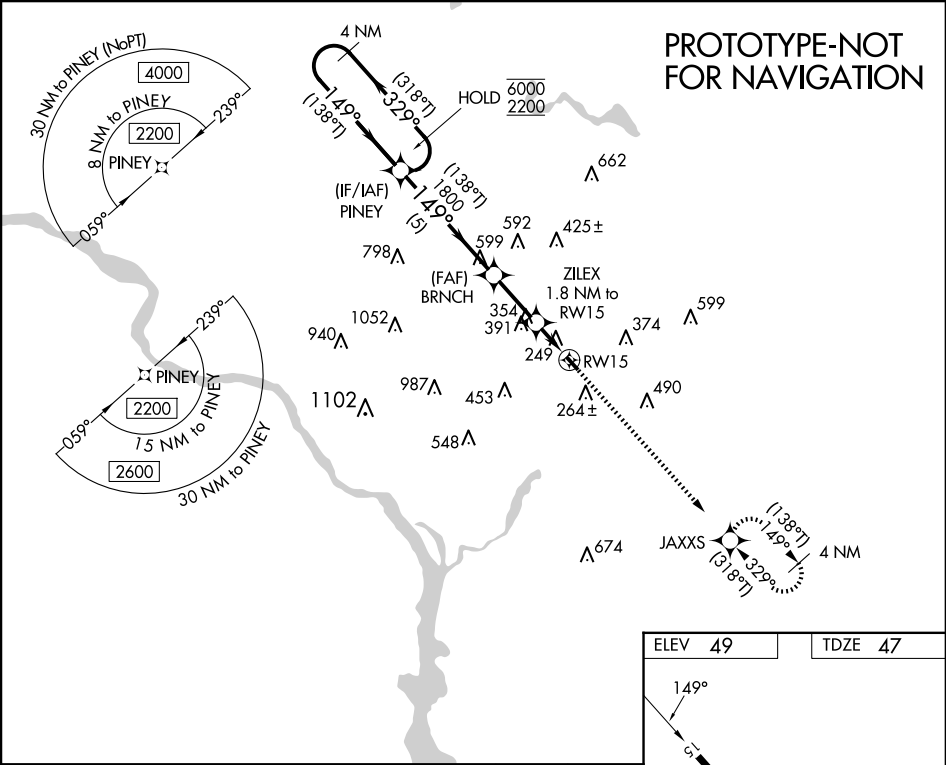 PROTOTYPE-NOT
FOR NAVIGATION
30 NM to PINEY (NoPT)
4000
8 NM to PINEY
2200
PINEY
239°
059°
4 NM
(318°T)
329°
149°
(138°T)
HOLD
6000
2200
(IF/IAF)
PINEY
(138°T)
1800
149°
(5)
662
592
425±
599
798
(FAF)
BRNCH
ZILEX
1.8 NM to
RW15
354
391
249
RW15
374
599
1052
940
987
1102
453
548
264±
490
239°
PINEY
059°
2200
15 NM to PINEY
2600
30 NM to PINEY
674
JAXXS
(138°T)
149°
329°
(318°T)
4 NM
ELEV 49
TDZE 47
149°
15